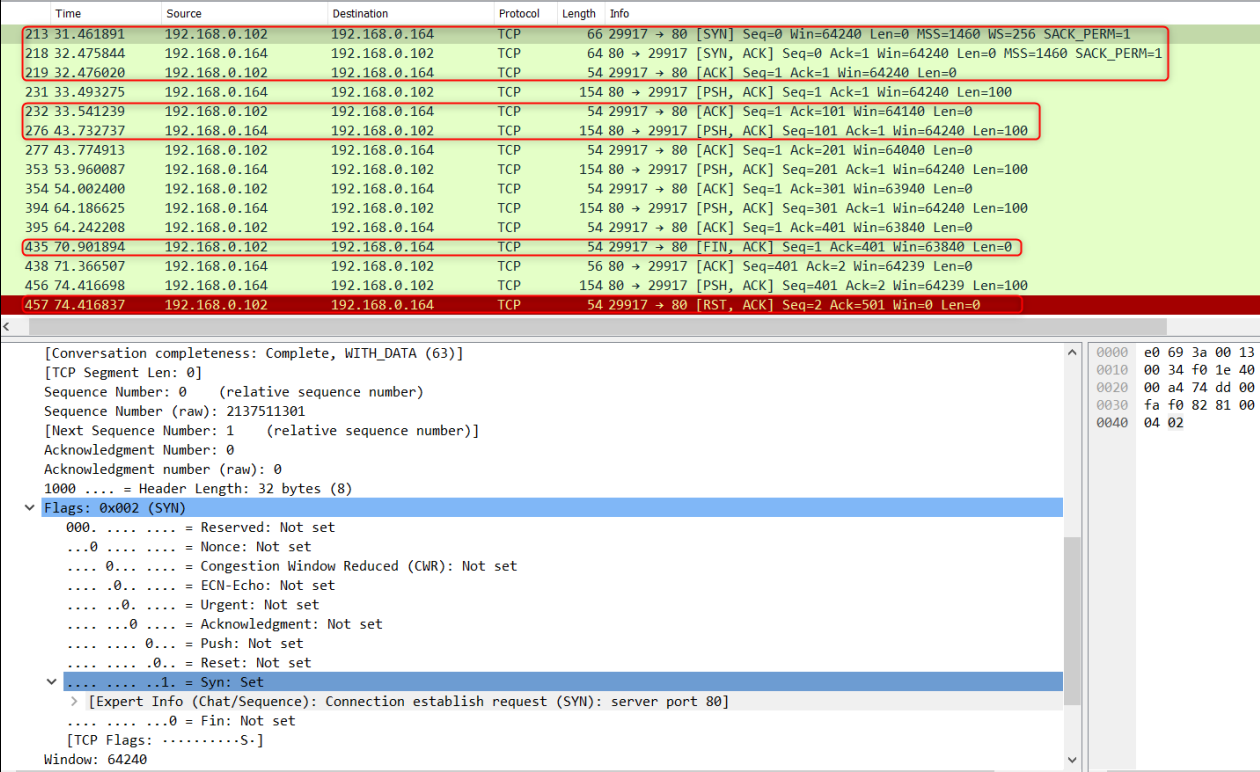 Time Source Destination Protocol Length Info
213 31.461891 192.168.0.102 192.168.0.164 TCP 66 29917 → 80 [SYN] Seq=0 Win=64240 Len=0 MSS=1460 WS=256 SACK_PERM=1
218 32.475844 192.168.0.164 192.168.0.102 TCP 64 80 → 29917 [SYN, ACK] Seq=0 Ack=1 Win=64240 Len=0 MSS=1460 SACK_PERM=1
219 32.476020 192.168.0.102 192.168.0.164 TCP 54 29917 → 80 [ACK] Seq=1 Ack=1 Win=64240 Len=0
231 33.493275 192.168.0.164 192.168.0.102 TCP 154 80 → 29917 [PSH, ACK] Seq=1 Ack=1 Win=64240 Len=100
232 33.541239 192.168.0.102 192.168.0.164 TCP 54 29917 → 80 [ACK] Seq=1 Ack=101 Win=64140 Len=0
276 43.732737 192.168.0.164 192.168.0.102 TCP 154 80 → 29917 [PSH, ACK] Seq=101 Ack=1 Win=64240 Len=100
277 43.774913 192.168.0.102 192.168.0.164 TCP 54 29917 → 80 [ACK] Seq=1 Ack=201 Win=64040 Len=0
353 53.960087 192.168.0.164 192.168.0.102 TCP 154 80 → 29917 [PSH, ACK] Seq=201 Ack=1 Win=64240 Len=100
354 54.002400 192.168.0.102 192.168.0.164 TCP 54 29917 → 80 [ACK] Seq=1 Ack=301 Win=63940 Len=0
394 64.186625 192.168.0.164 192.168.0.102 TCP 154 80 → 29917 [PSH, ACK] Seq=301 Ack=1 Win=64240 Len=100
395 64.242208 192.168.0.102 192.168.0.164 TCP 54 29917 → 80 [ACK] Seq=1 Ack=401 Win=63840 Len=0
435 70.901894 192.168.0.102 192.168.0.164 TCP 54 29917 → 80 [FIN, ACK] Seq=1 Ack=401 Win=63840 Len=0
438 71.366507 192.168.0.164 192.168.0.102 TCP 56 80 → 29917 [ACK] Seq=401 Ack=2 Win=64239 Len=0
456 74.416698 192.168.0.164 192.168.0.102 TCP 154 80 → 29917 [PSH, ACK] Seq=401 Ack=2 Win=64239 Len=100
457 74.416837 192.168.0.102 192.168.0.164 TCP 54 29917 → 80 [RST, ACK] Seq=2 Ack=501 Win=0 Len=0
[Conversation completeness: Complete, WITH_DATA (63)]
[TCP Segment Len: 0]
Sequence Number: 0 (relative sequence number)
Sequence Number (raw): 2137511301
[Next Sequence Number: 1 (relative sequence number)]
Acknowledgment Number: 0
Acknowledgment number (raw): 0
1000 .... = Header Length: 32 bytes (8)
Flags: 0x002 (SYN)
000. .... .... = Reserved: Not set
...0 .... .... = Nonce: Not set
.... 0... .... = Congestion Window Reduced (CWR): Not set
.... .0.. .... = ECN-Echo: Not set
.... ..0. .... = Urgent: Not set
.... ...0 .... = Acknowledgment: Not set
.... .... 0... = Push: Not set
.... .... .0.. = Reset: Not set
.... .... ..1. = Syn: Set
[Expert Info (Chat/Sequence): Connection establish request (SYN): server port 80]
.... .... ...0 = Fin: Not set
[TCP Flags: ··········S·]
Window: 64240
0000 e0 69 3a 00 13
0010 00 34 f0 1e 40
0020 00 a4 74 dd 00
0030 fa f0 82 81 00
0040 04 02